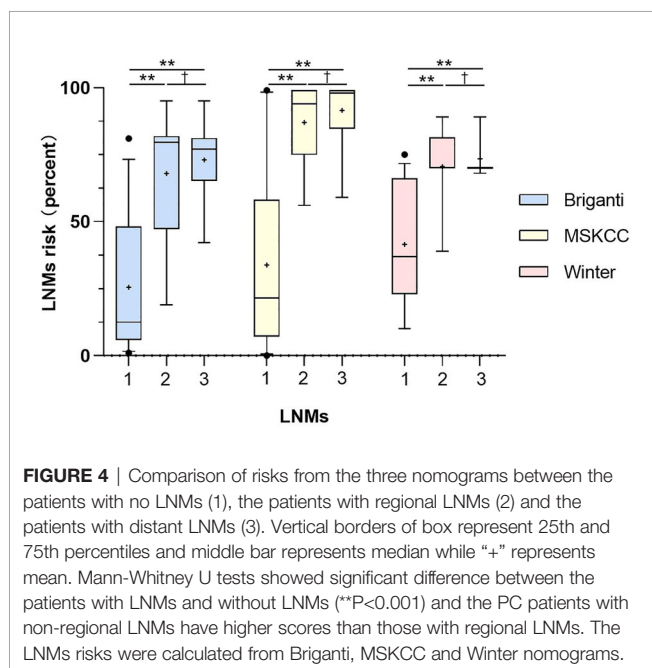 ** ** **
** † ** † ** †
100
50
0
LNMs risk (percent)
1 2 3 1 2 3 1 2 3
LNMs
Briganti
MSKCC
Winter
FIGURE 4 | Comparison of risks from the three nomograms between the
patients with no LNMs (1), the patients with regional LNMs (2) and the
patients with distant LNMs (3). Vertical borders of box represent 25th and
75th percentiles and middle bar represents median while “+” represents
mean. Mann-Whitney U tests showed significant difference between the
patients with LNMs and without LNMs (**P<0.001) and the PC patients with
non-regional LNMs have higher scores than those with regional LNMs. The
LNMs risks were calculated from Briganti, MSKCC and Winter nomograms.